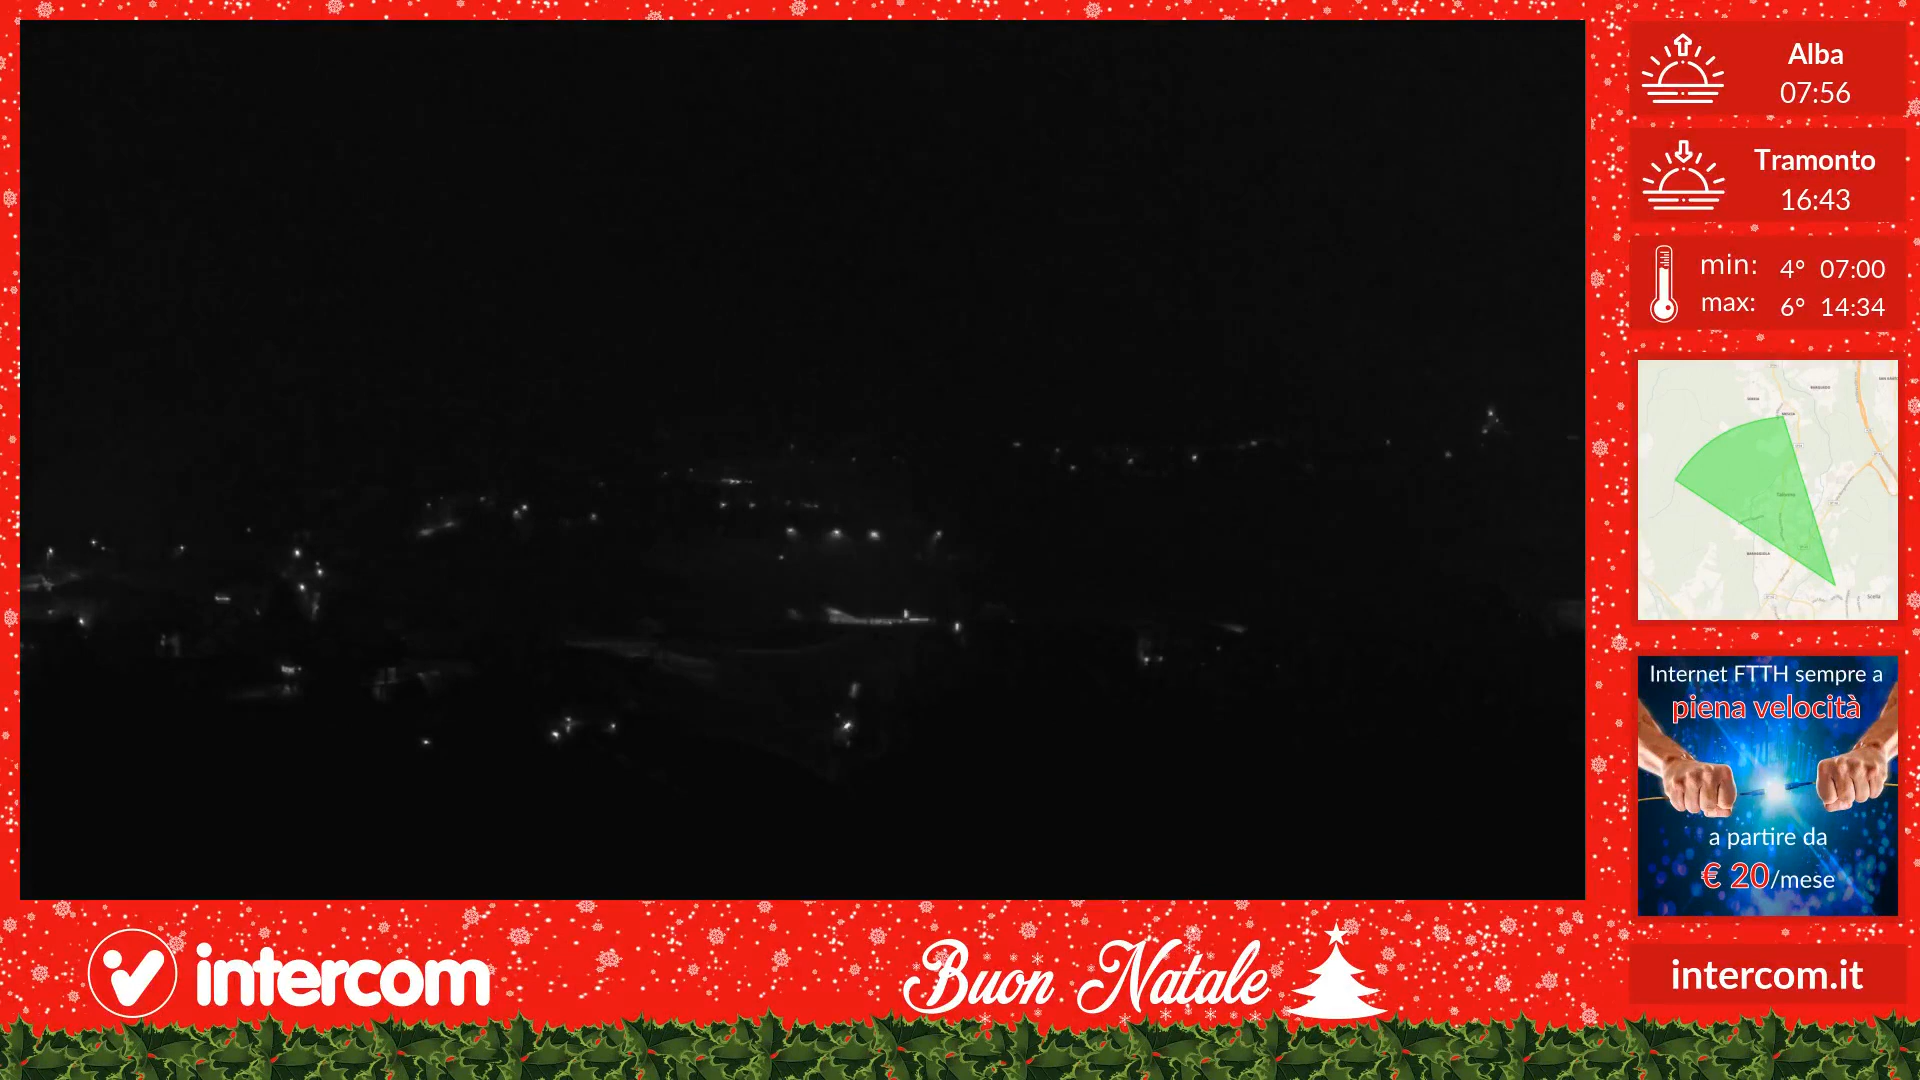 Alba
07:56
Tramonto
16:43
min: 4° 07:00
max: 6° 14:34
Internet FTTH sempre a
piena velocità
a partire da
€ 20/mese
intercom
Buon Natale
intercom.it